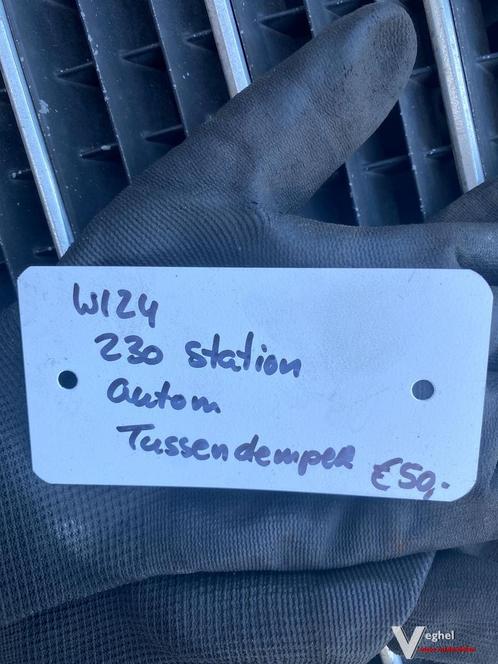 W124
230 station
autom
Tussendemper €50,-
Veghel